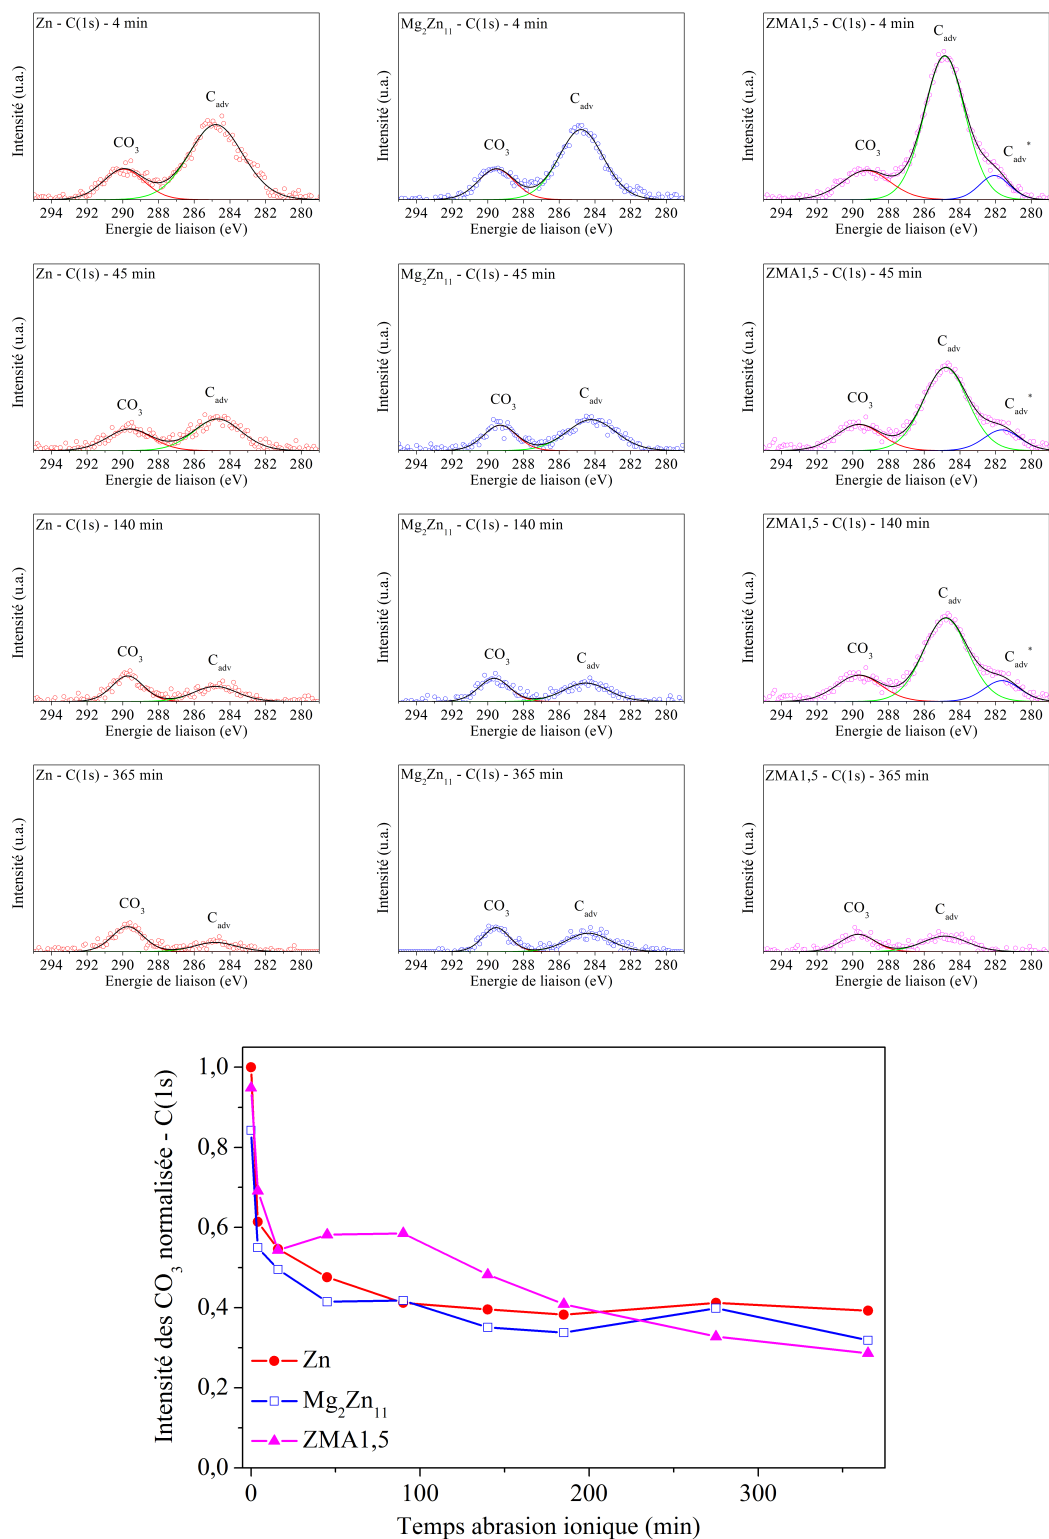 Zn - C(1s) - 4 min
C adv
CO₃
Intensité (u.a.)
294 292 290 288 286 284 282 280
Energie de liaison (eV)
Mg₂Zn₁₁ - C(1s) - 4 min
C adv
CO₃
Intensité (u.a.)
294 292 290 288 286 284 282 280
Energie de liaison (eV)
ZMA1,5 - C(1s) - 4 min
C adv
CO₃
C adv *
Intensité (u.a.)
294 292 290 288 286 284 282 280
Energie de liaison (eV)
Zn - C(1s) - 45 min
CO₃
C adv
Intensité (u.a.)
294 292 290 288 286 284 282 280
Energie de liaison (eV)
Mg₂Zn₁₁ - C(1s) - 45 min
CO₃
C adv
Intensité (u.a.)
294 292 290 288 286 284 282 280
Energie de liaison (eV)
ZMA1,5 - C(1s) - 45 min
C adv
CO₃
C adv *
Intensité (u.a.)
294 292 290 288 286 284 282 280
Energie de liaison (eV)
Zn - C(1s) - 140 min
CO₃
C adv
Intensité (u.a.)
294 292 290 288 286 284 282 280
Energie de liaison (eV)
Mg₂Zn₁₁ - C(1s) - 140 min
CO₃
C adv
Intensité (u.a.)
294 292 290 288 286 284 282 280
Energie de liaison (eV)
ZMA1,5 - C(1s) - 140 min
C adv
CO₃
C adv *
Intensité (u.a.)
294 292 290 288 286 284 282 280
Energie de liaison (eV)
Zn - C(1s) - 365 min
CO₃
C adv
Intensité (u.a.)
294 292 290 288 286 284 282 280
Energie de liaison (eV)
Mg₂Zn₁₁ - C(1s) - 365 min
CO₃
C adv
Intensité (u.a.)
294 292 290 288 286 284 282 280
Energie de liaison (eV)
ZMA1,5 - C(1s) - 365 min
CO₃
C adv
Intensité (u.a.)
294 292 290 288 286 284 282 280
Energie de liaison (eV)
Intensité des CO₃ normalisée - C(1s)
1,0
0,8
0,6
0,4
0,2
0,0
Zn
Mg₂Zn₁₁
ZMA1,5
0 100 200 300
Temps abrasion ionique (min)